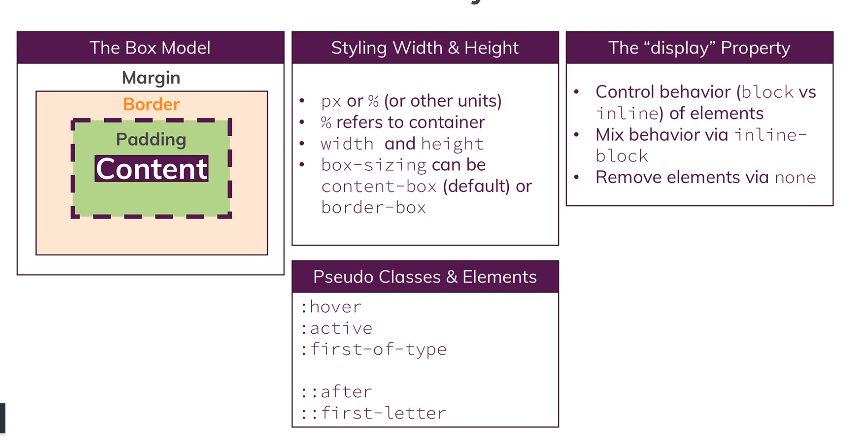 The Box Model
Margin
Border
Padding
Content
Styling Width & Height
• px or % (or other units)
• % refers to container
• width and height
• box-sizing can be
content-box (default) or
border-box
The “display” Property
• Control behavior (block vs
inline) of elements
• Mix behavior via inline-
block
• Remove elements via none
Pseudo Classes & Elements
:hover
:active
:first-of-type
::after
::first-letter